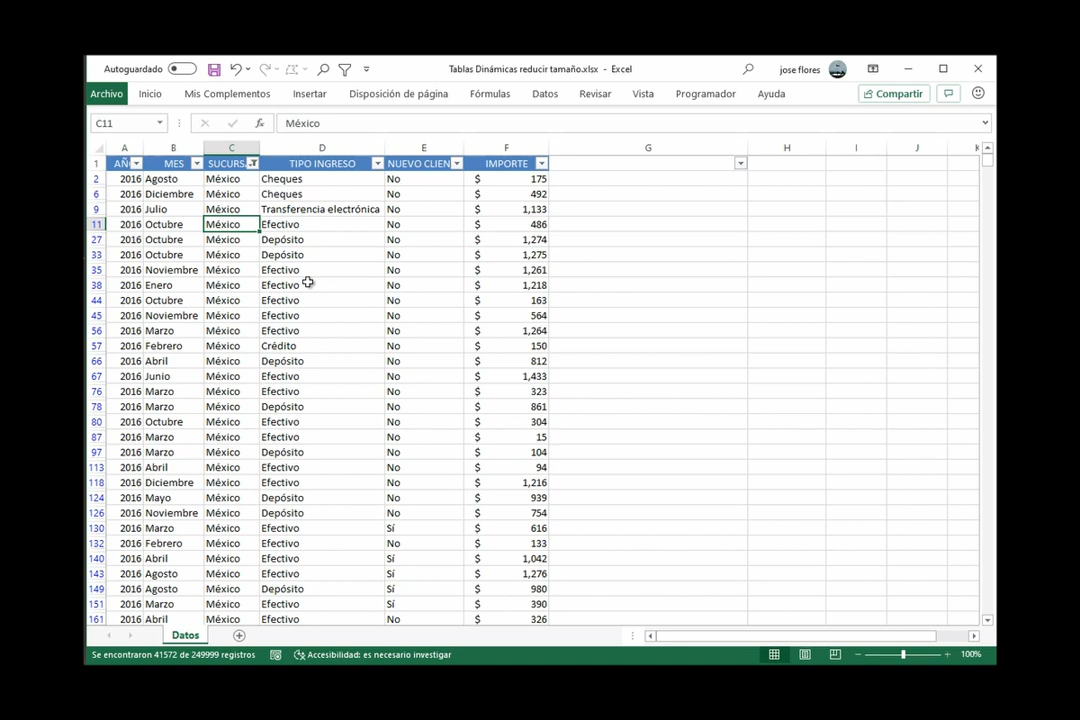 Autoguardado Tablas Dinámicas reducir tamaño.xlsx - Excel jose flores
Archivo Inicio Mis Complementos Insertar Disposición de página Fórmulas Datos Revisar Vista Programador Ayuda Compartir
C11 fx México
A B C D E F G H I J K
1 AÑ MES SUCURS TIPO INGRESO NUEVO CLIEN IMPORTE
2 2016 Agosto México Cheques No $ 175
6 2016 Diciembre México Cheques No $ 492
9 2016 Julio México Transferencia electrónica No $ 1,133
11 2016 Octubre México Efectivo No $ 486
27 2016 Octubre México Depósito No $ 1,274
33 2016 Octubre México Depósito No $ 1,275
35 2016 Noviembre México Efectivo No $ 1,261
38 2016 Enero México Efectivo No $ 1,218
44 2016 Octubre México Efectivo No $ 163
45 2016 Noviembre México Efectivo No $ 564
56 2016 Marzo México Efectivo No $ 1,264
57 2016 Febrero México Crédito No $ 150
66 2016 Abril México Depósito No $ 812
67 2016 Junio México Efectivo No $ 1,433
76 2016 Marzo México Efectivo No $ 323
78 2016 Marzo México Depósito No $ 861
80 2016 Octubre México Efectivo No $ 304
87 2016 Marzo México Efectivo No $ 15
97 2016 Marzo México Depósito No $ 104
113 2016 Abril México Efectivo No $ 94
118 2016 Diciembre México Efectivo No $ 1,216
124 2016 Mayo México Depósito No $ 939
126 2016 Noviembre México Depósito No $ 754
130 2016 Marzo México Efectivo Sí $ 616
132 2016 Febrero México Efectivo No $ 133
140 2016 Abril México Efectivo Sí $ 1,042
143 2016 Agosto México Efectivo Sí $ 1,276
149 2016 Agosto México Depósito Sí $ 980
151 2016 Marzo México Efectivo Sí $ 390
161 2016 Abril México Efectivo No $ 326
Datos
Se encontraron 41572 de 249999 registros Accesibilidad: es necesario investigar 100%